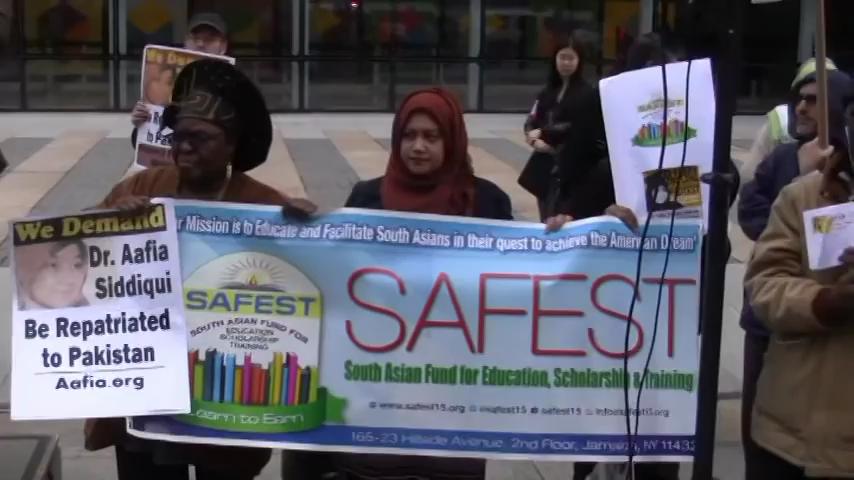 We Demand
Dr. Aafia
Siddiqui
Be Repatriated
to Pakistan
Aafia.org
r Mission is to Educate and Facilitate South Asians in their quest to achieve the American Dream'
SAFEST
SOUTH ASIAN FUND FOR
EDUCATION
SCHOLARSHIP
TRAINING
Learn to Earn
SAFEST
South Asian Fund for Education, Scholarship & Training
www.safest15.org safest15
165-23 Hillside Avenue, 2nd Floor, Jamaica, NY 1143